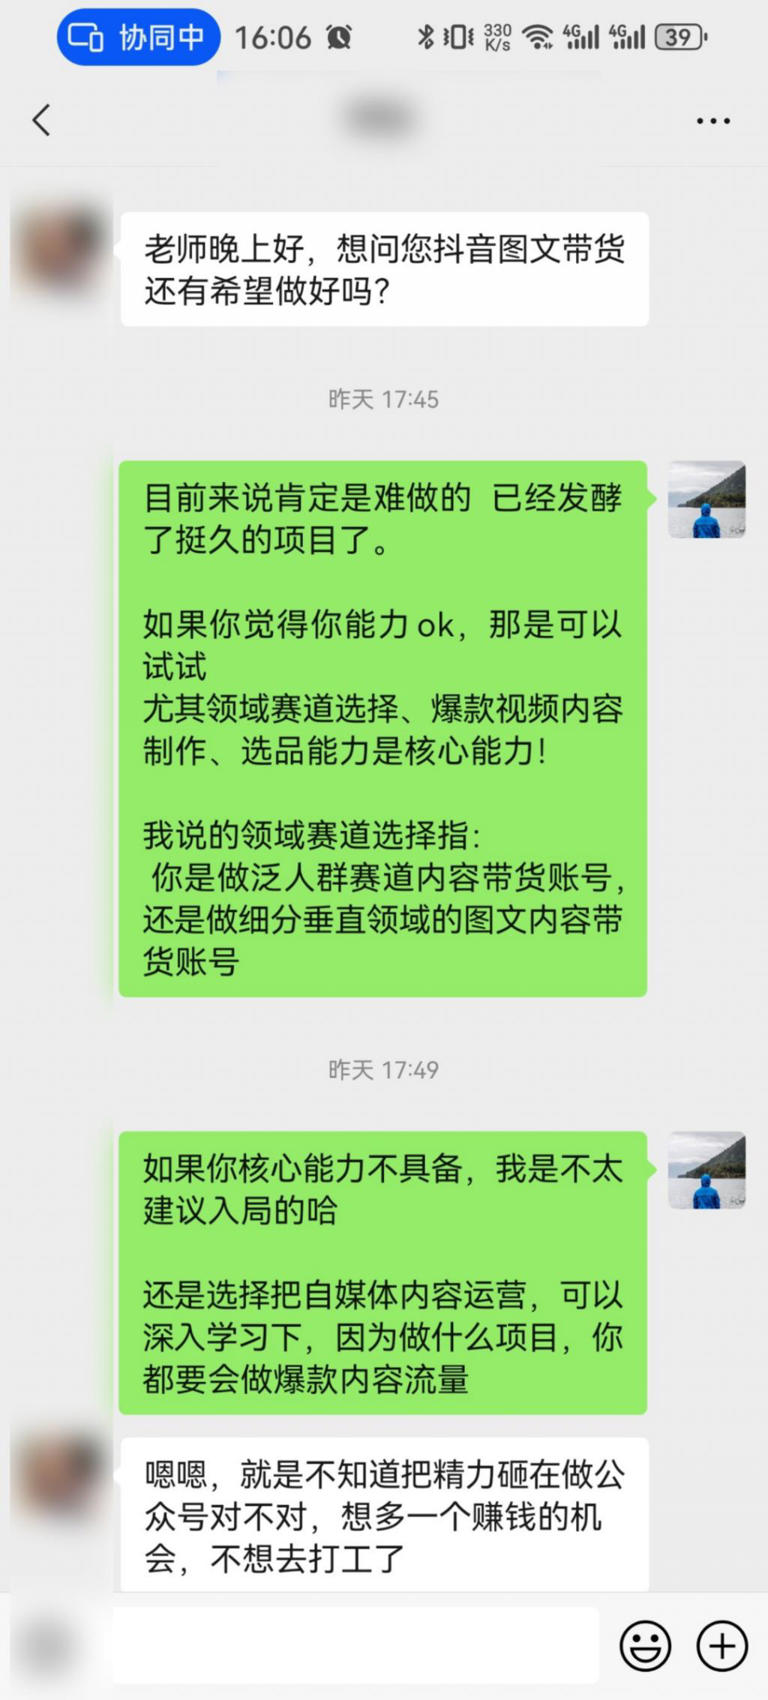 协同中 16:06 330 K/s 4G 4G 39
老师晚上好，想问您抖音图文带货
还有希望做好吗？
昨天 17:45
目前来说肯定是难做的 已经发酵
了挺久的项目了。
如果你觉得你能力 ok，那是可以
试试
尤其领域赛道选择、爆款视频内容
制作、选品能力是核心能力！
我说的领域赛道选择指：
你是做泛人群赛道内容带货账号，
还是做细分垂直领域的图文内容带
货账号
昨天 17:49
如果你核心能力不具备，我是不太
建议入局的哈
还是选择把自媒体内容运营，可以
深入学习下，因为做什么项目，你
都要会做爆款内容流量
嗯嗯，就是不知道把精力砸在做公
众号对不对，想多一个赚钱的机
会，不想去打工了